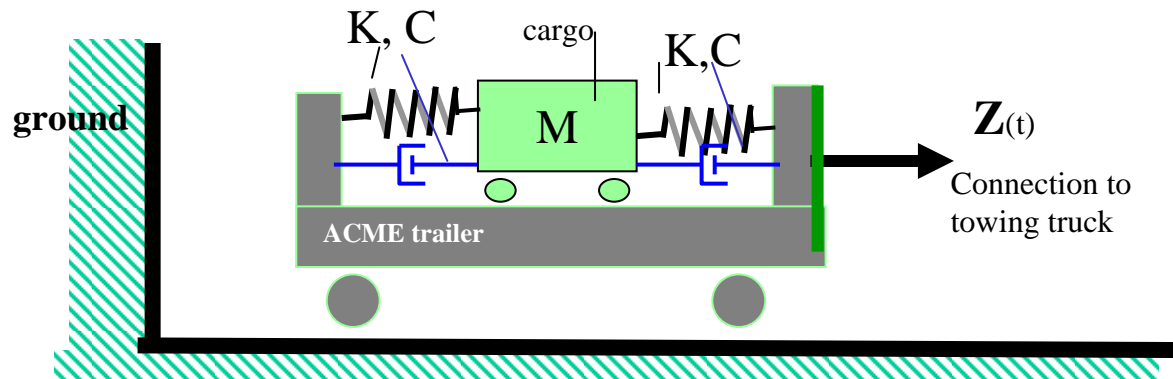 K, C
cargo
K,C
ground
M
Z(t)
Connection to
towing truck
ACME trailer